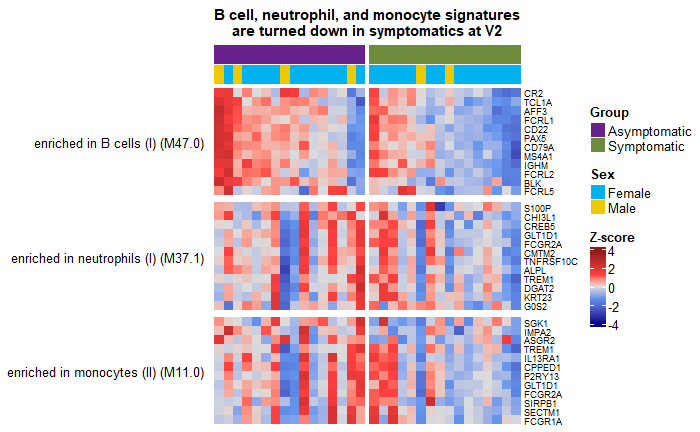 B cell, neutrophil, and monocyte signatures
are turned down in symptomatics at V2
enriched in B cells (I) (M47.0)
CR2
TCL1A
AFF3
FCRL1
CD22
PAX5
CD79A
MS4A1
IGHM
FCRL2
BLK
FCRL5
enriched in neutrophils (I) (M37.1)
S100P
CHI3L1
CREB5
GLT1D1
FCGR2A
CMTM2
TNFRSF10C
ALPL
TREM1
DGAT2
KRT23
G0S2
enriched in monocytes (II) (M11.0)
SGK1
IMPA2
ASGR2
TREM1
IL13RA1
CPPED1
P2RY13
GLT1D1
FCGR2A
SIRPB1
SECTM1
FCGR1A
Group
Asymptomatic
Symptomatic
Sex
Female
Male
Z-score
4
2
0
-2
-4